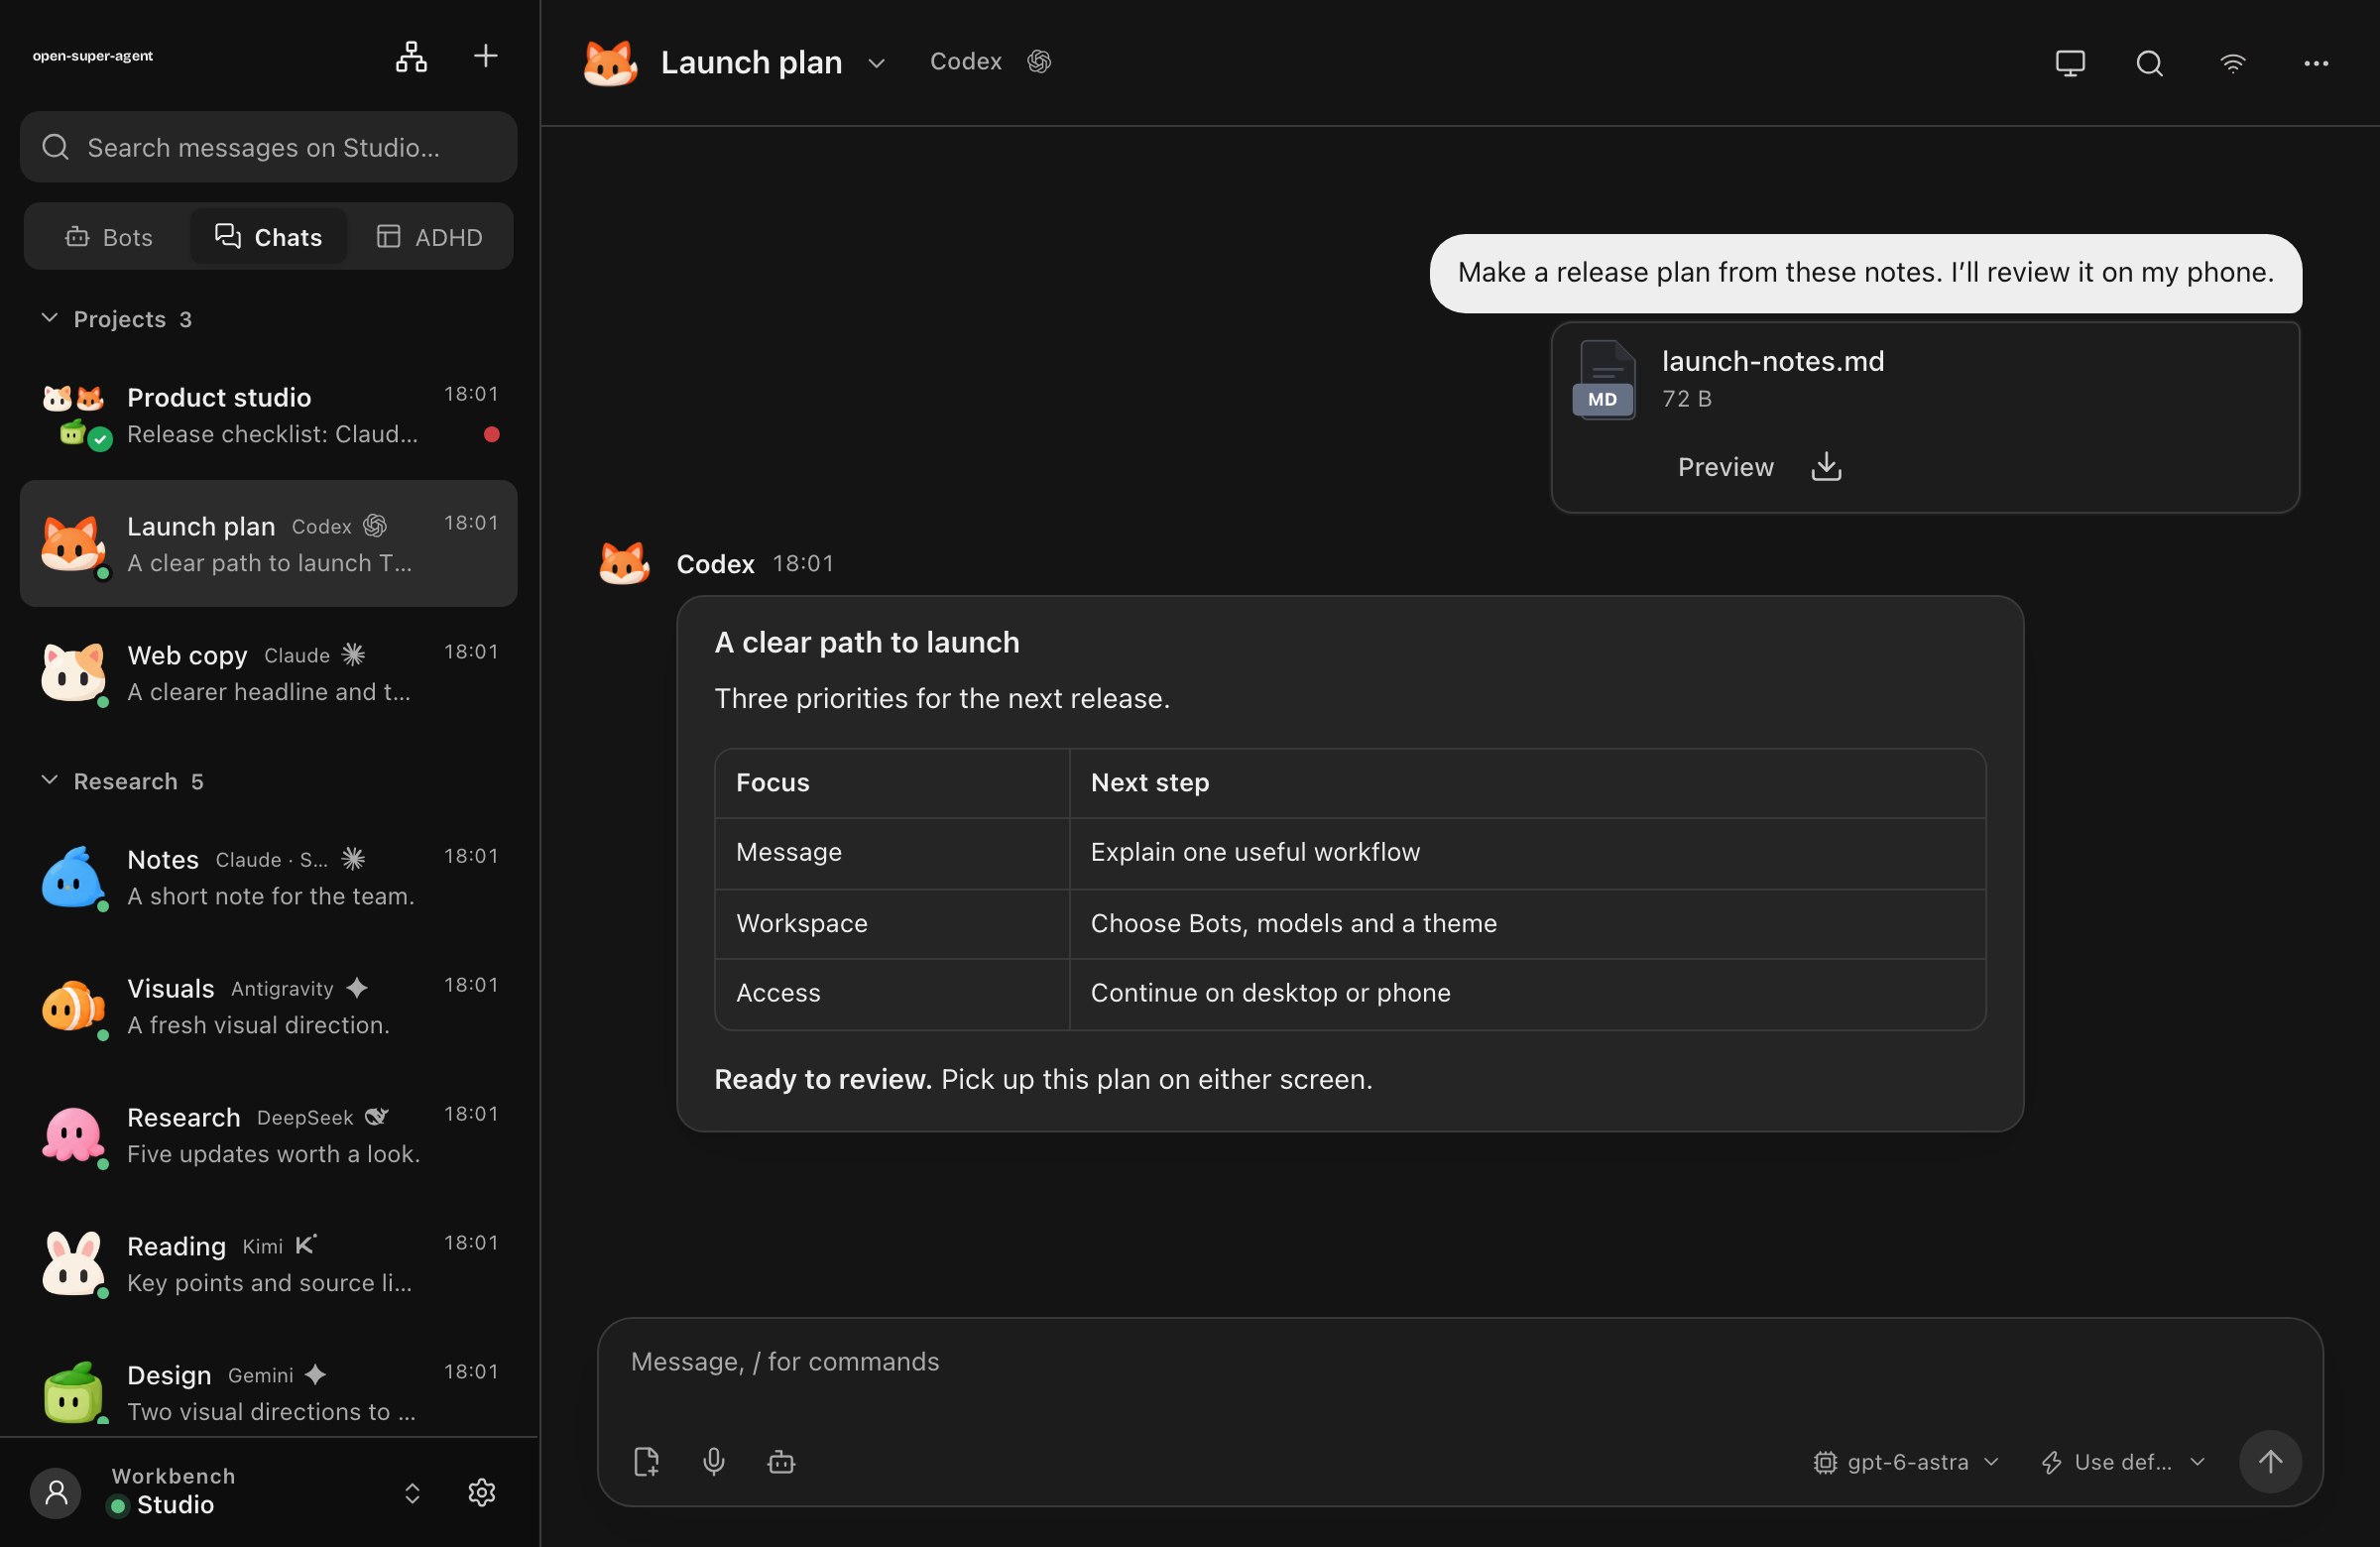 open-super-agent
Search messages on Studio...
Bots
Chats
ADHD
Projects 3
Product studio
18:01
Release checklist: Claud...
Launch plan Codex
18:01
A clear path to launch T...
Web copy Claude
18:01
A clearer headline and t...
Research 5
Notes Claude · S...
18:01
A short note for the team.
Visuals Antigravity
18:01
A fresh visual direction.
Research DeepSeek
18:01
Five updates worth a look.
Reading Kimi
18:01
Key points and source li...
Design Gemini
18:01
Two visual directions to ...
Workbench
Studio
Launch plan
Codex
Make a release plan from these notes. I’ll review it on my phone.
MD
launch-notes.md
72 B
Preview
Codex 18:01
A clear path to launch
Three priorities for the next release.
Focus
Next step
Message
Explain one useful workflow
Workspace
Choose Bots, models and a theme
Access
Continue on desktop or phone
Ready to review. Pick up this plan on either screen.
Message, / for commands
gpt-6-astra
Use def...